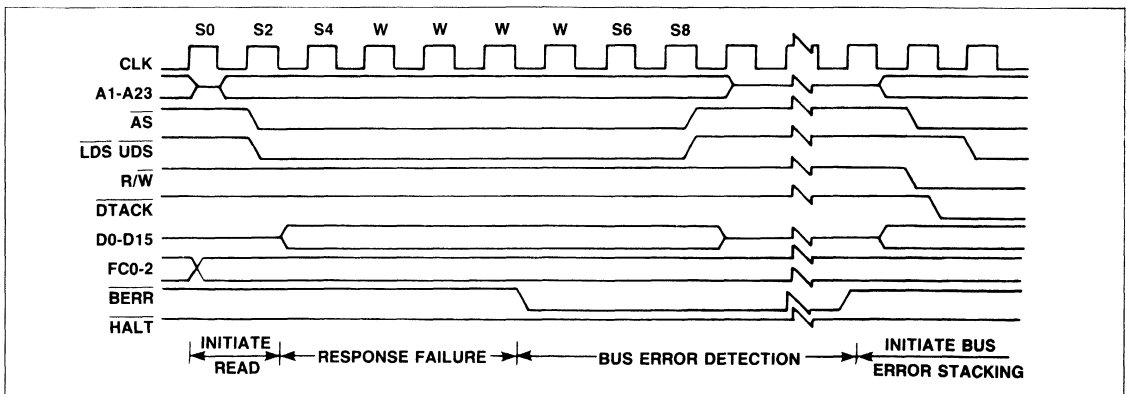 S0 S2 S4 W W W W S6 S8
CLK
A1-A23
AS
LDS UDS
R/W
DTACK
D0-D15
FC0-2
BERR
HALT
INITIATE
READ
RESPONSE FAILURE
BUS ERROR DETECTION
INITIATE BUS
ERROR STACKING